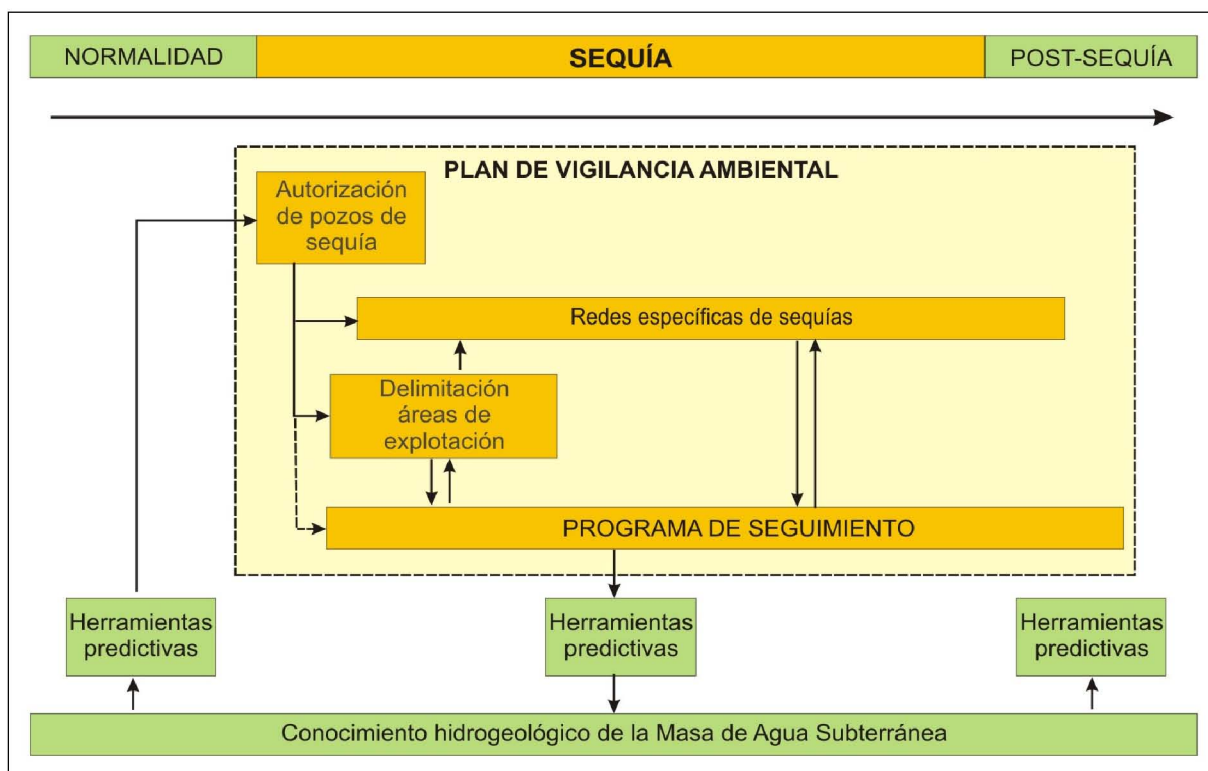 NORMALIDAD
SEQUÍA
POST-SEQUÍA
PLAN DE VIGILANCIA AMBIENTAL
Autorización
de pozos de
sequía
Redes específicas de sequías
Delimitación
áreas de
explotación
PROGRAMA DE SEGUIMIENTO
Herramientas
predictivas
Herramientas
predictivas
Herramientas
predictivas
Conocimiento hidrogeológico de la Masa de Agua Subterránea